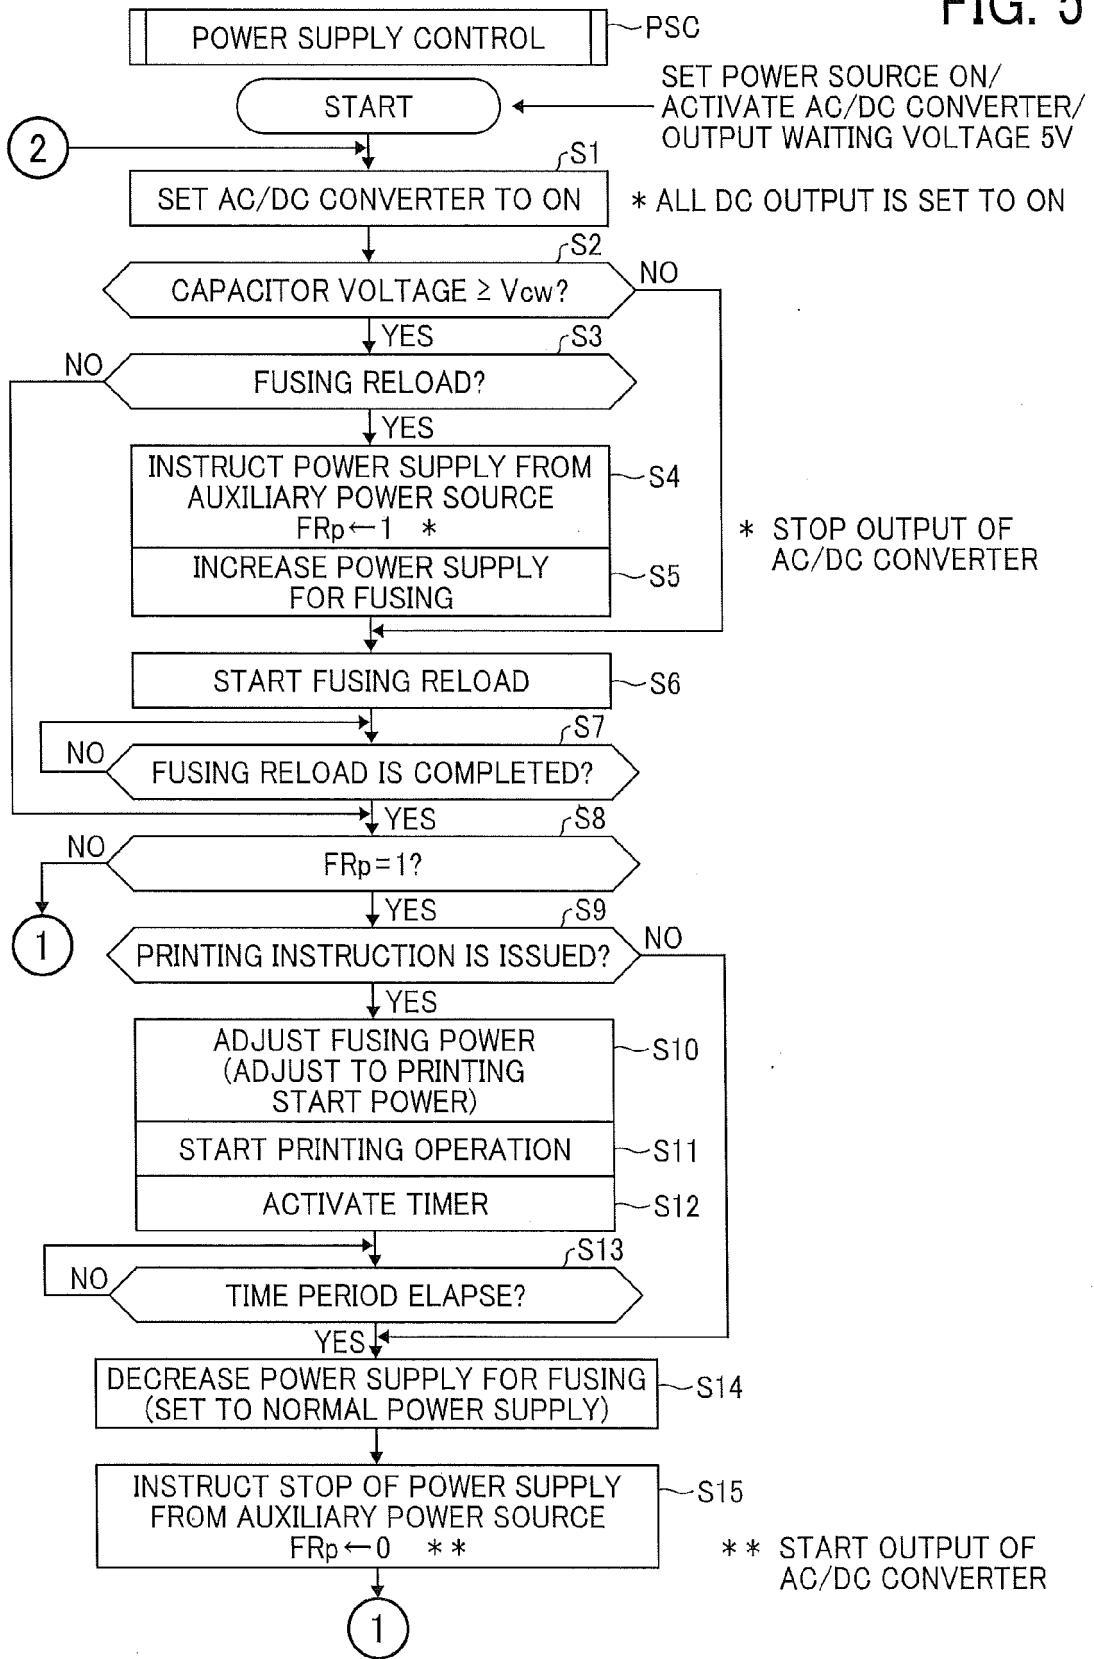 FIG. 5
POWER SUPPLY CONTROL
PSC
START
SET POWER SOURCE ON/
ACTIVATE AC/DC CONVERTER/
OUTPUT WAITING VOLTAGE 5V
2
S1
SET AC/DC CONVERTER TO ON
* ALL DC OUTPUT IS SET TO ON
S2
CAPACITOR VOLTAGE ≥ Vcw?
NO
YES
S3
NO
FUSING RELOAD?
YES
INSTRUCT POWER SUPPLY FROM
AUXILIARY POWER SOURCE
FRp←1 *
S4
* STOP OUTPUT OF
AC/DC CONVERTER
INCREASE POWER SUPPLY
FOR FUSING
S5
START FUSING RELOAD
S6
S7
NO
FUSING RELOAD IS COMPLETED?
YES
S8
NO
FRp=1?
YES
1
S9
PRINTING INSTRUCTION IS ISSUED?
NO
YES
ADJUST FUSING POWER
(ADJUST TO PRINTING
START POWER)
S10
START PRINTING OPERATION
S11
ACTIVATE TIMER
S12
S13
NO
TIME PERIOD ELAPSE?
YES
DECREASE POWER SUPPLY FOR FUSING
(SET TO NORMAL POWER SUPPLY)
S14
INSTRUCT STOP OF POWER SUPPLY
FROM AUXILIARY POWER SOURCE
FRp←0 **
S15
** START OUTPUT OF
AC/DC CONVERTER
1